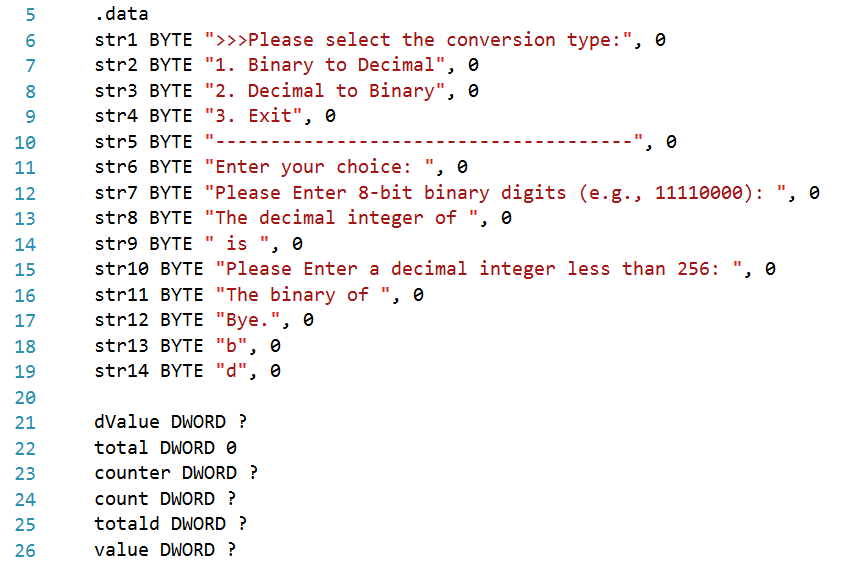 5 .data
6 str1 BYTE ">>>Please select the conversion type:", 0
7 str2 BYTE "1. Binary to Decimal", 0
8 str3 BYTE "2. Decimal to Binary", 0
9 str4 BYTE "3. Exit", 0
10 str5 BYTE "--------------------------------------", 0
11 str6 BYTE "Enter your choice: ", 0
12 str7 BYTE "Please Enter 8-bit binary digits (e.g., 11110000): ", 0
13 str8 BYTE "The decimal integer of ", 0
14 str9 BYTE " is ", 0
15 str10 BYTE "Please Enter a decimal integer less than 256: ", 0
16 str11 BYTE "The binary of ", 0
17 str12 BYTE "Bye.", 0
18 str13 BYTE "b", 0
19 str14 BYTE "d", 0
20
21 dValue DWORD ?
22 total DWORD 0
23 counter DWORD ?
24 count DWORD ?
25 totald DWORD ?
26 value DWORD ?